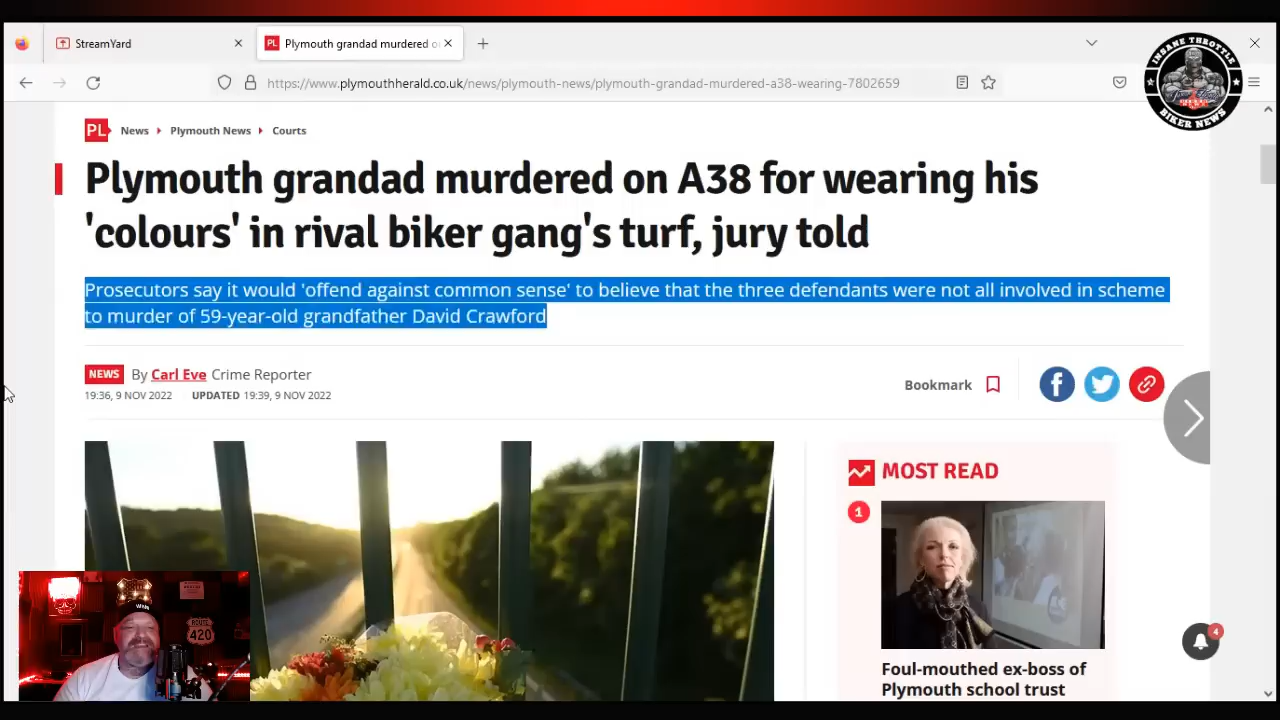 StreamYard
PL Plymouth grandad murdered o
https://www.plymouthherald.co.uk/news/plymouth-news/plymouth-grandad-murdered-a38-wearing-7802659
INSANE THROTTLE
BIKER NEWS
PL News Plymouth News Courts
Plymouth grandad murdered on A38 for wearing his
'colours' in rival biker gang's turf, jury told
Prosecutors say it would 'offend against common sense' to believe that the three defendants were not all involved in scheme
to murder of 59-year-old grandfather David Crawford
NEWS By Carl Eve Crime Reporter
19:36, 9 NOV 2022 UPDATED 19:39, 9 NOV 2022
Bookmark
MOST READ
1
Foul-mouthed ex-boss of
Plymouth school trust
4
420